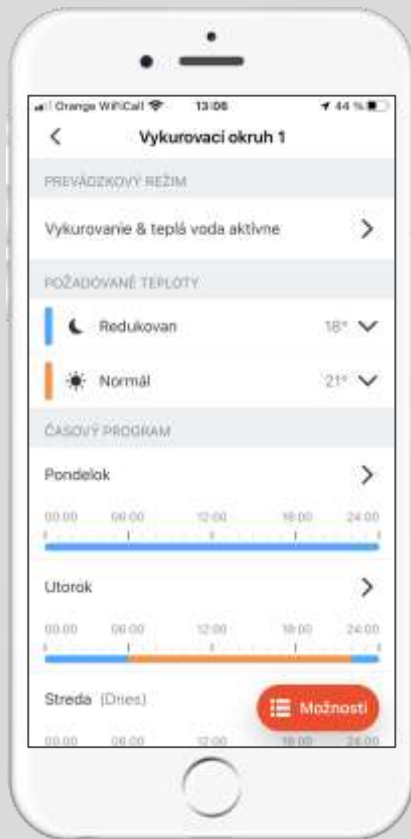 Orange WiFiCall 13:06 44 %
Vykurovací okruh 1
PREVÁDZKOVÝ REŽIM
Vykurovanie & teplá voda aktívne
POŽADOVANÉ TEPLOTY
Redukovan 18°
Normál 21°
ČASOVÝ PROGRAM
Pondelok
00:00 06:00 12:00 18:00 24:00
Utorok
00:00 06:00 12:00 18:00 24:00
Streda (Dnes)
Možnosti
00:00 06:00 12:00 18:00 24:00